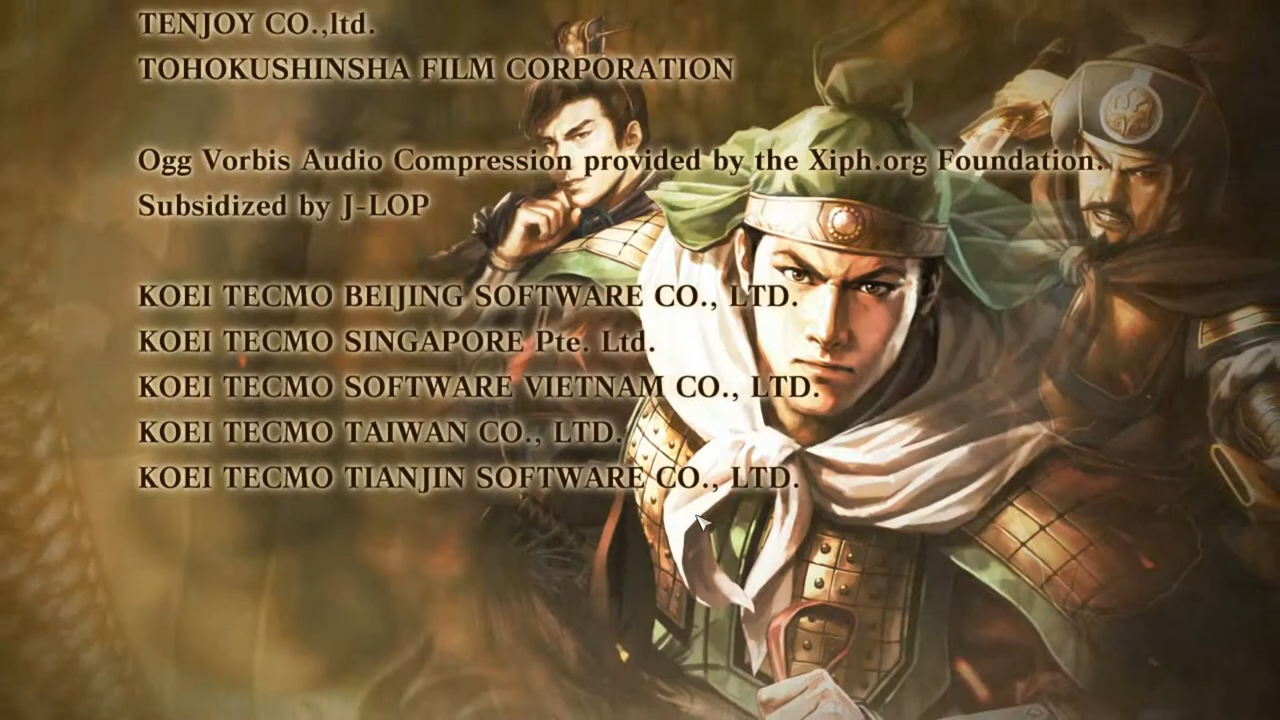 TENJOY CO.,ltd.
TOHOKUSHINSHA FILM CORPORATION
Ogg Vorbis Audio Compression provided by the Xiph.org Foundation.
Subsidized by J-LOP
KOEI TECMO BEIJING SOFTWARE CO., LTD.
KOEI TECMO SINGAPORE Pte. Ltd.
KOEI TECMO SOFTWARE VIETNAM CO., LTD.
KOEI TECMO TAIWAN CO., LTD.
KOEI TECMO TIANJIN SOFTWARE CO., LTD.